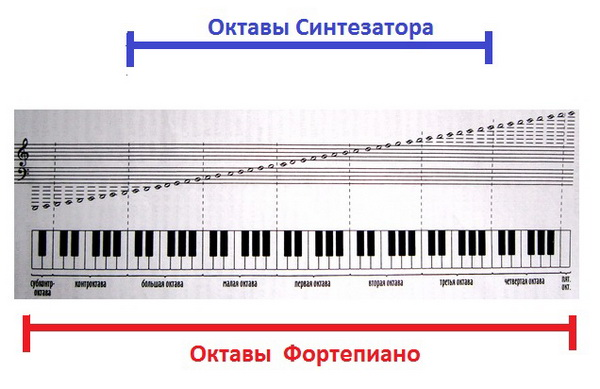 Октавы Синтезатора
субконтр-
октава
контроктава
большая октава
малая октава
первая октава
вторая октава
третья октава
четвертая октава
пят.
окт.
Октавы Фортепиано